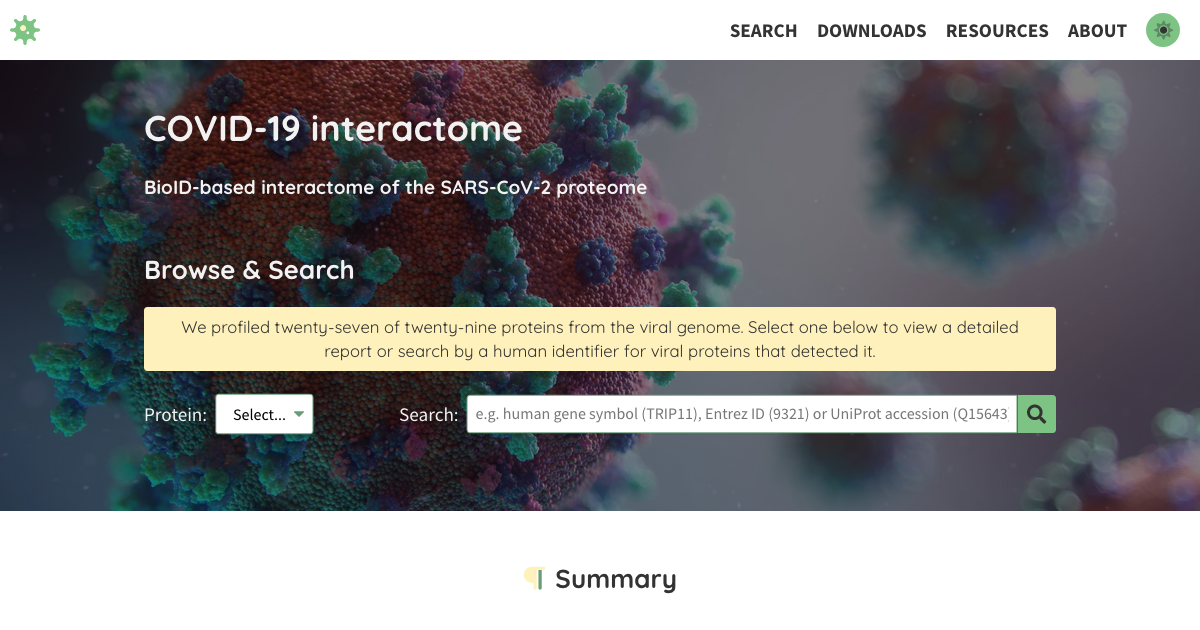 SEARCH DOWNLOADS RESOURCES ABOUT
COVID-19 interactome
BioID-based interactome of the SARS-CoV-2 proteome
Browse & Search
We profiled twenty-seven of twenty-nine proteins from the viral genome. Select one below to view a detailed
report or search by a human identifier for viral proteins that detected it.
Protein: Select... Search: e.g. human gene symbol (TRIP11), Entrez ID (9321) or UniProt accession (Q15643)
Summary